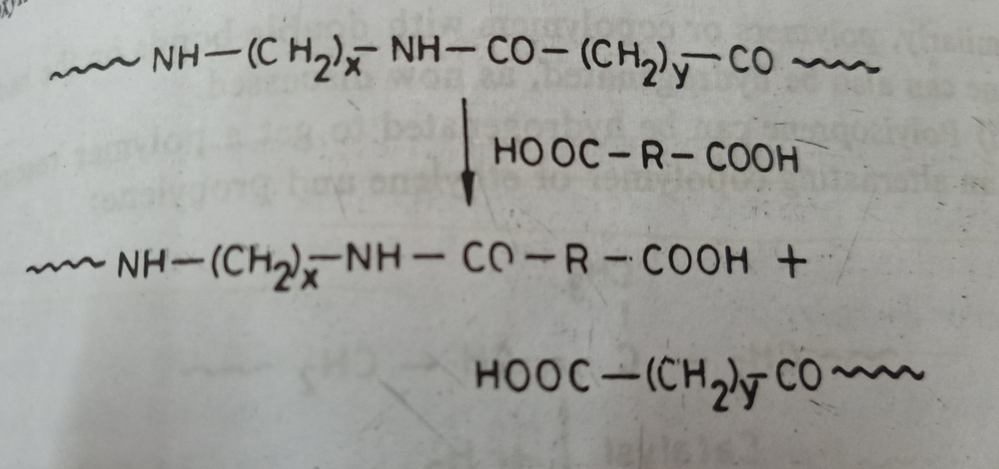 ~~~ NH—(CH₂)ₓ—NH—CO—(CH₂)ᵧ—CO ~~~
HOOC—R—COOH
~~~ NH—(CH₂)ₓ—NH—CO—R—COOH +
HOOC—(CH₂)ᵧ—CO ~~~